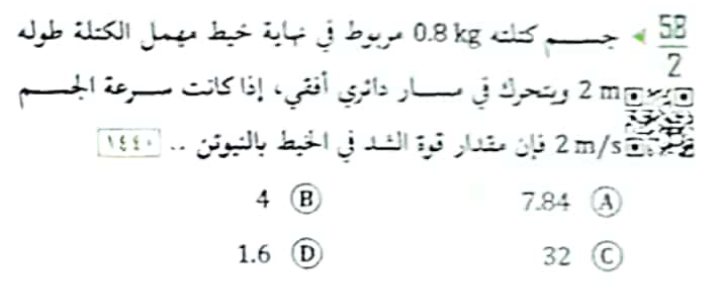 58/2 ◂ جسم كتلته 0.8 kg مربوط في نهاية خيط مهمل الكتلة طوله
2 m ويتحرك في مسار دائري أفقي، إذا كانت سرعة الجسم
2 m/s فإن مقدار قوة الشد في الخيط بالنيوتن .. ١٤٤٠
A 7.84 B 4
C 32 D 1.6